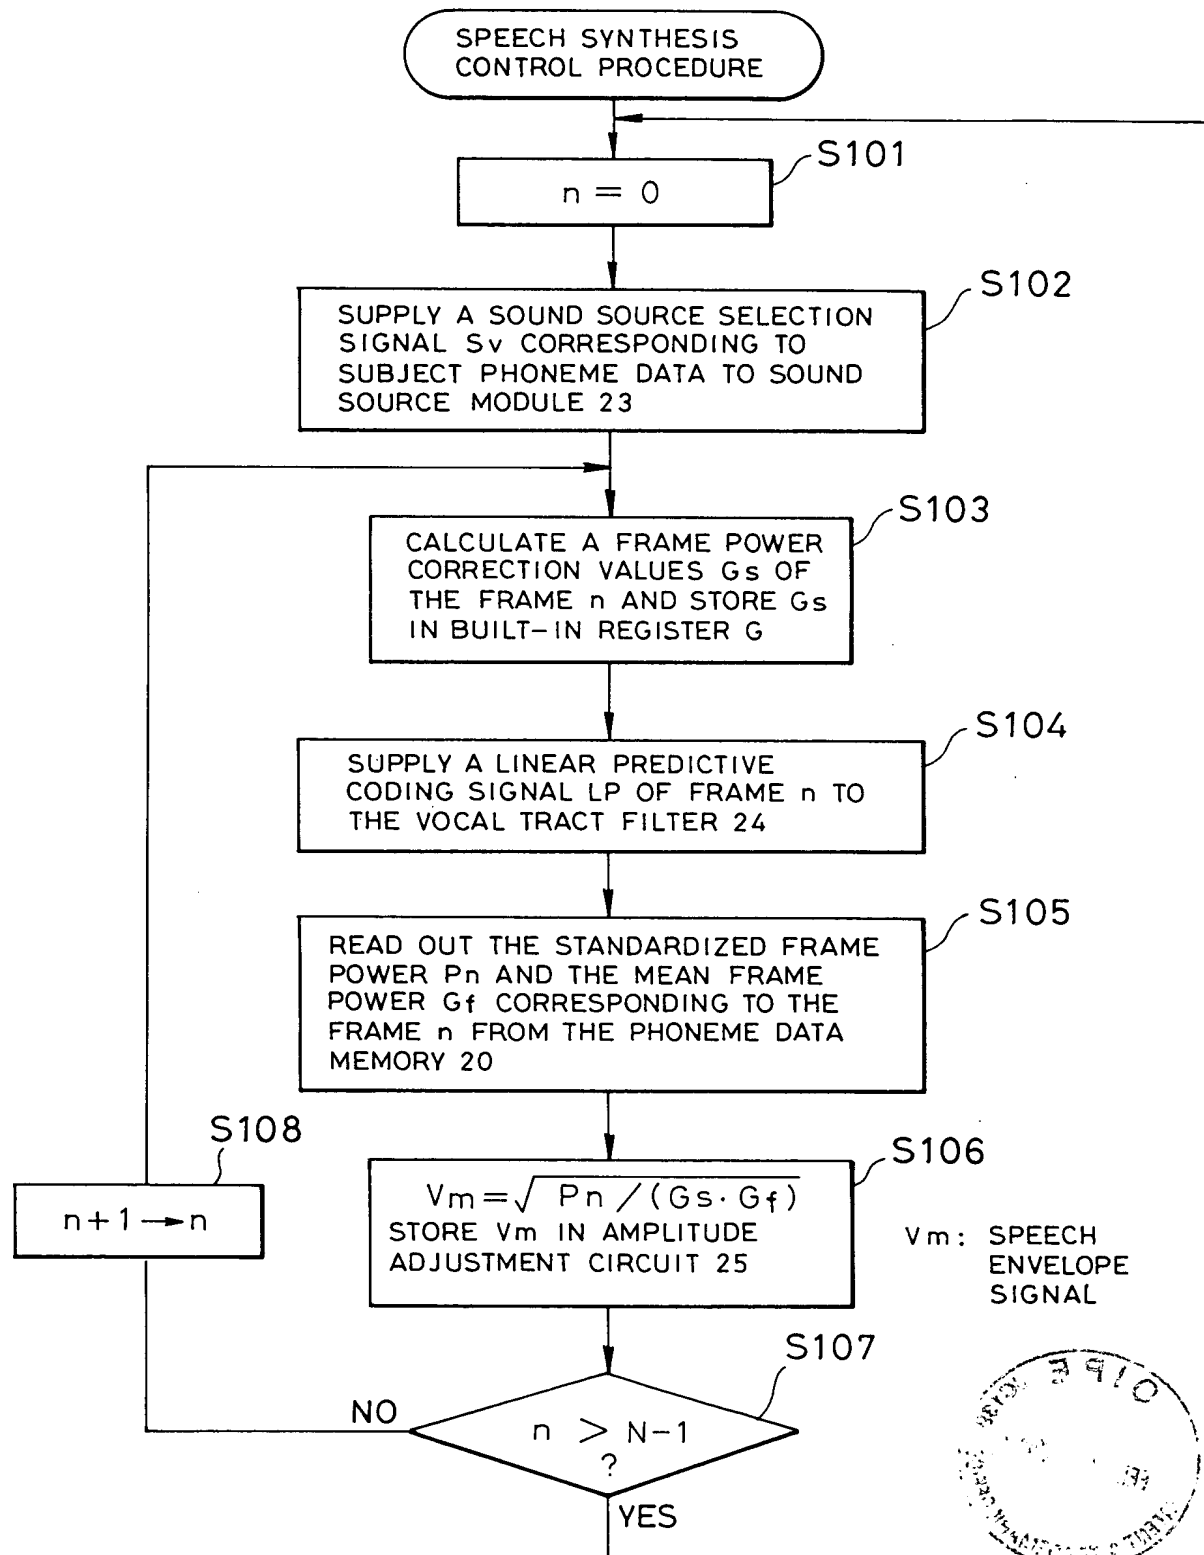 SPEECH SYNTHESIS
CONTROL PROCEDURE
S101
n = 0
S102
SUPPLY A SOUND SOURCE SELECTION
SIGNAL Sv CORRESPONDING TO
SUBJECT PHONEME DATA TO SOUND
SOURCE MODULE 23
S103
CALCULATE A FRAME POWER
CORRECTION VALUES Gs OF
THE FRAME n AND STORE Gs
IN BUILT-IN REGISTER G
S104
SUPPLY A LINEAR PREDICTIVE
CODING SIGNAL LP OF FRAME n TO
THE VOCAL TRACT FILTER 24
S105
READ OUT THE STANDARDIZED FRAME
POWER Pn AND THE MEAN FRAME
POWER Gf CORRESPONDING TO THE
FRAME n FROM THE PHONEME DATA
MEMORY 20
S108
n+1→n
S106
Vm=√Pn/(Gs·Gf)
STORE Vm IN AMPLITUDE
ADJUSTMENT CIRCUIT 25
Vm: SPEECH
ENVELOPE
SIGNAL
S107
NO
n > N-1
?
YES
OIPE